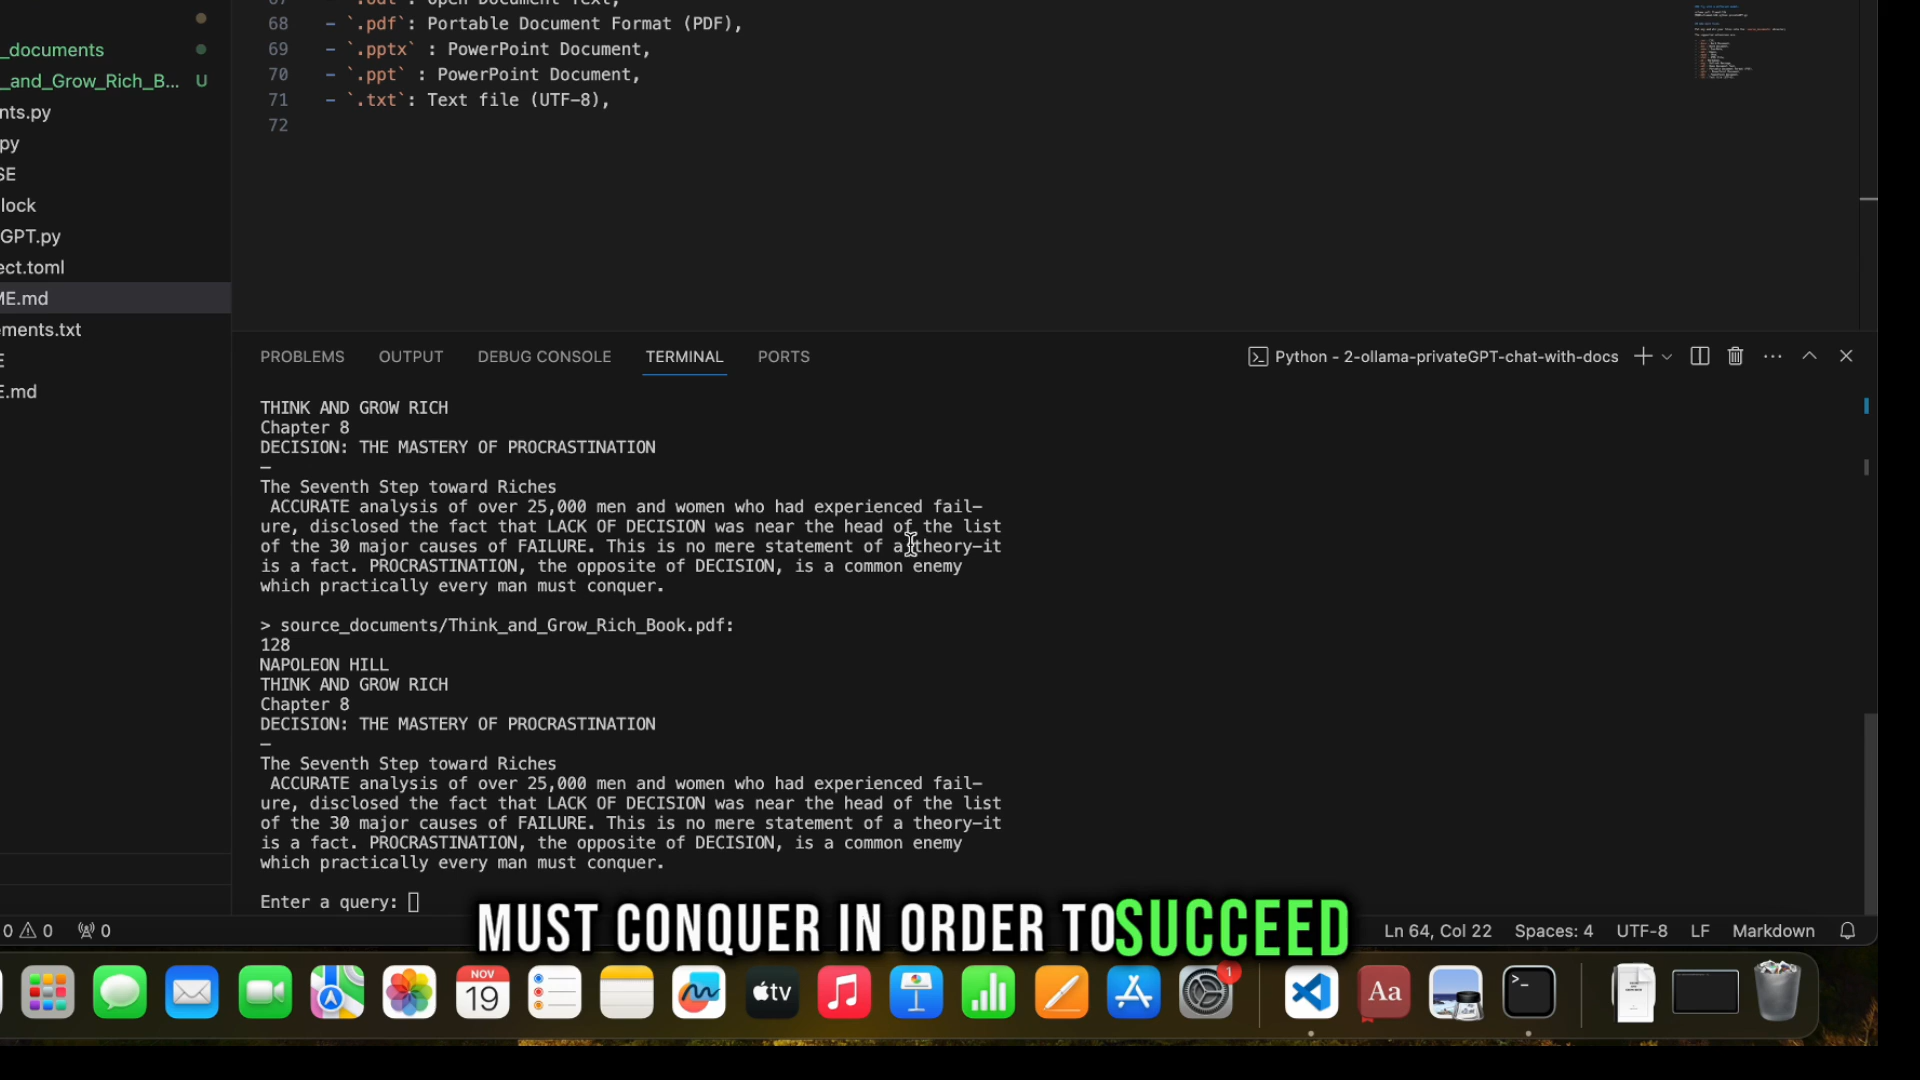 _documents
_and_Grow_Rich_B... U
nts.py
py
SE
lock
GPT.py
ect.toml
ME.md
ements.txt
E
E.md
68 - `.pdf`: Portable Document Format (PDF),
69 - `.pptx` : PowerPoint Document,
70 - `.ppt` : PowerPoint Document,
71 - `.txt`: Text file (UTF-8),
72
PROBLEMS OUTPUT DEBUG CONSOLE TERMINAL PORTS
Python - 2-ollama-privateGPT-chat-with-docs
THINK AND GROW RICH
Chapter 8
DECISION: THE MASTERY OF PROCRASTINATION
—
The Seventh Step toward Riches
ACCURATE analysis of over 25,000 men and women who had experienced fail-
ure, disclosed the fact that LACK OF DECISION was near the head of the list
of the 30 major causes of FAILURE. This is no mere statement of a theory—it
is a fact. PROCRASTINATION, the opposite of DECISION, is a common enemy
which practically every man must conquer.
> source_documents/Think_and_Grow_Rich_Book.pdf:
128
NAPOLEON HILL
THINK AND GROW RICH
Chapter 8
DECISION: THE MASTERY OF PROCRASTINATION
—
The Seventh Step toward Riches
ACCURATE analysis of over 25,000 men and women who had experienced fail-
ure, disclosed the fact that LACK OF DECISION was near the head of the list
of the 30 major causes of FAILURE. This is no mere statement of a theory—it
is a fact. PROCRASTINATION, the opposite of DECISION, is a common enemy
which practically every man must conquer.
Enter a query:
MUST CONQUER IN ORDER TO SUCCEED
0 0 0 Ln 64, Col 22 Spaces: 4 UTF-8 LF Markdown
NOV
19
tv
1
Aa
>_